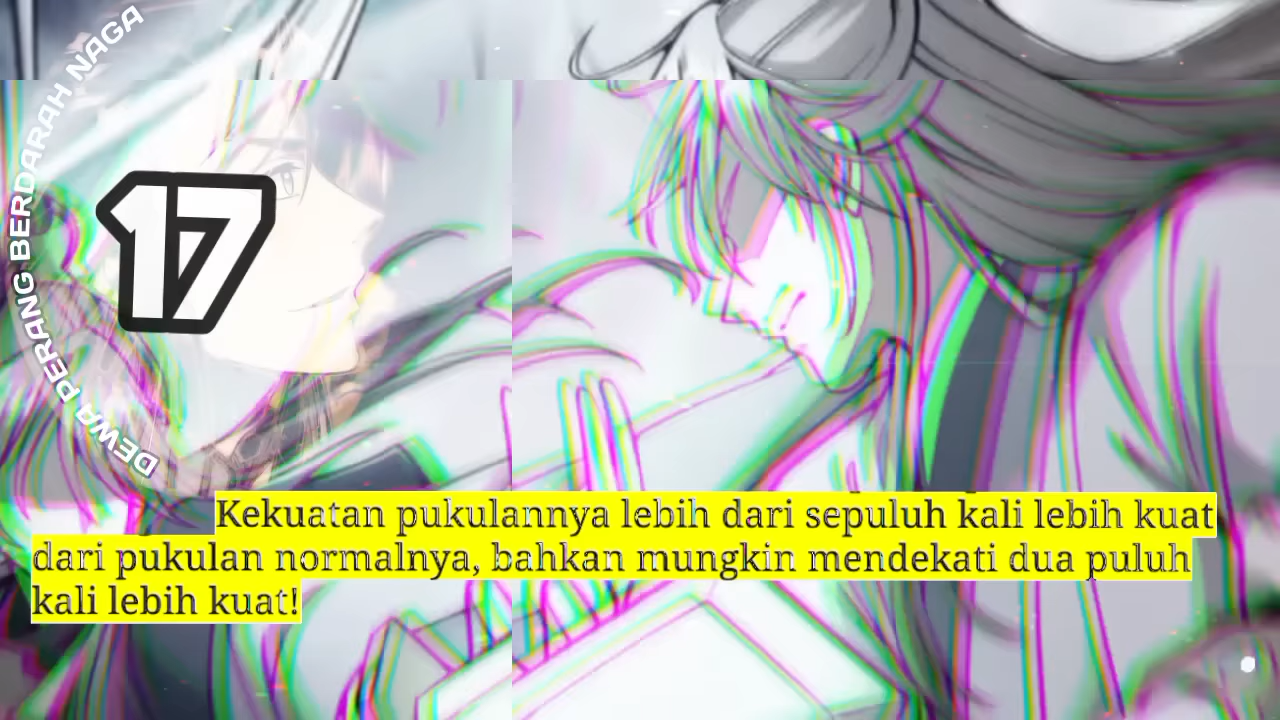 DEWA PERANG BERDARAH NAGA
17
Kekuatan pukulannya lebih dari sepuluh kali lebih kuat
dari pukulan normalnya, bahkan mungkin mendekati dua puluh
kali lebih kuat!